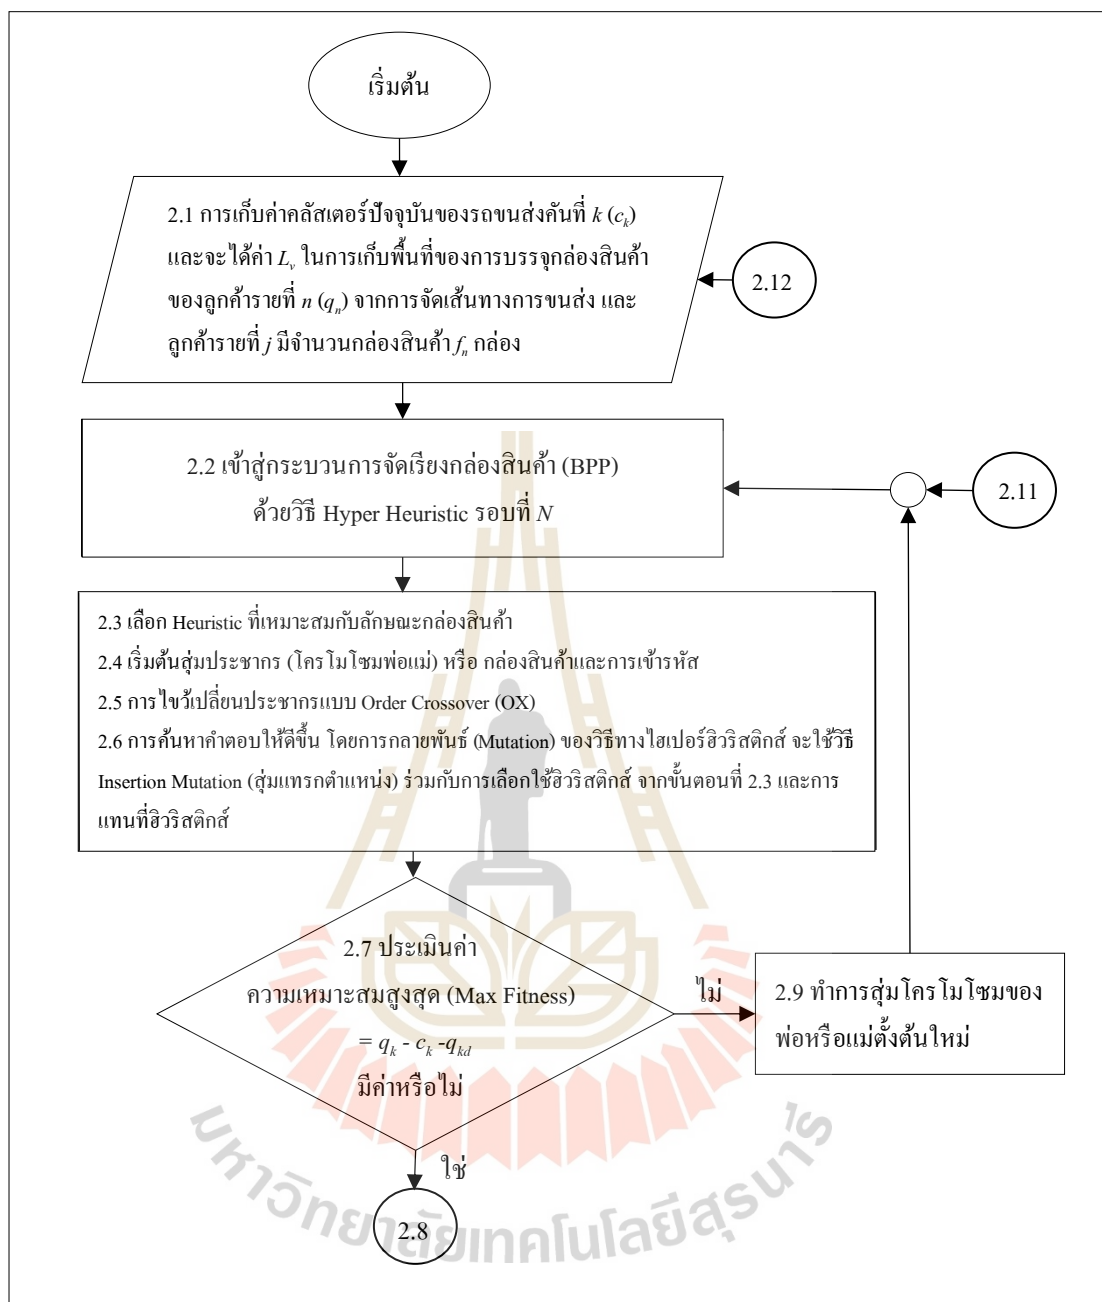 เริ่มต้น
2.1 การเก็บค่าคลัสเตอร์ปัจจุบันของรถขนส่งคันที่ k (cₖ)
และจะได้ค่า Lᵥ ในการเก็บพื้นที่ของการบรรจุกล่องสินค้า
ของลูกค้ารายที่ n (qₙ) จากการจัดเส้นทางการขนส่ง และ
ลูกค้ารายที่ j มีจำนวนกล่องสินค้า fₙ กล่อง
2.12
2.2 เข้าสู่กระบวนการจัดเรียงกล่องสินค้า (BPP)
ด้วยวิธี Hyper Heuristic รอบที่ N
2.11
2.3 เลือก Heuristic ที่เหมาะสมกับลักษณะกล่องสินค้า
2.4 เริ่มต้นสุ่มประชากร (โครโมโซมพ่อแม่) หรือ กล่องสินค้าและการเข้ารหัส
2.5 การไขว้เปลี่ยนประชากรแบบ Order Crossover (OX)
2.6 การค้นหาคำตอบให้ดีขึ้น โดยการกลายพันธ์ (Mutation) ของวิธีทางไฮเปอร์ฮิวริสติกส์ จะใช้วิธี
Insertion Mutation (สุ่มแทรกตำแหน่ง) ร่วมกับการเลือกใช้ฮิวริสติกส์ จากขั้นตอนที่ 2.3 และการ
แทนที่ฮิวริสติกส์
2.7 ประเมินค่า
ความเหมาะสมสูงสุด (Max Fitness)
= qₖ - cₖ -q_kd
มีค่าหรือไม่
ไม่
2.9 ทำการสุ่มโครโมโซมของ
พ่อหรือแม่ตั้งต้นใหม่
ใช่
2.8
มหาวิทยาลัยเทคโนโลยีสุรนารี